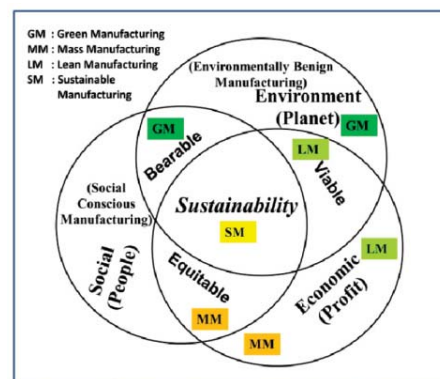 GM : Green Manufacturing
MM : Mass Manufacturing
LM : Lean Manufacturing
SM : Sustainable
Manufacturing
(Environmentally Benign
Manufacturing)
Environment
(Planet)
GM
GM
Bearable
LM
Viable
(Social
Conscious
Manufacturing)
Sustainability
SM
Social
(People)
Equitable
LM
Economic
(Profit)
MM
MM